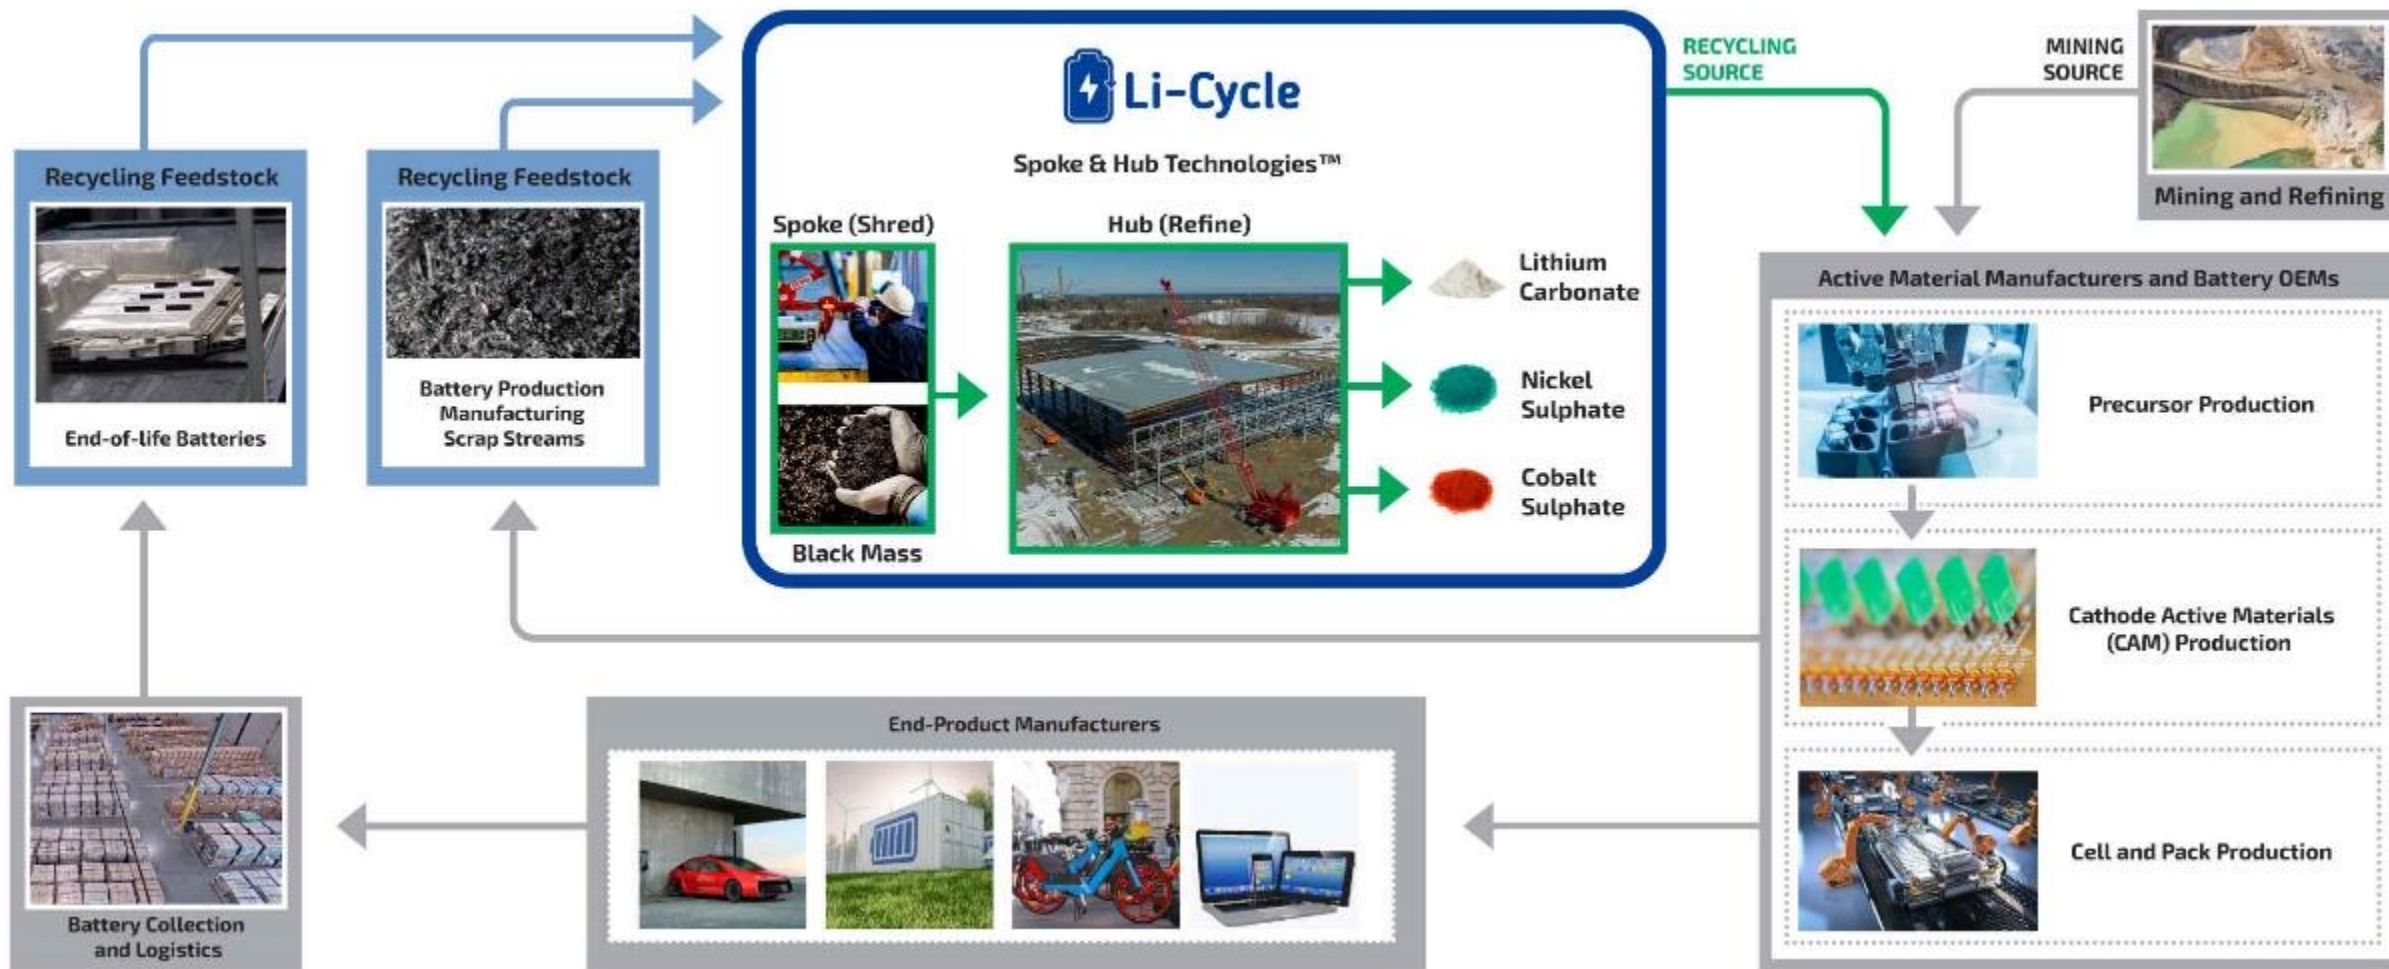 Li-Cycle
Spoke & Hub Technologies™
RECYCLING
SOURCE
MINING
SOURCE
Mining and Refining
Recycling Feedstock
End-of-life Batteries
Recycling Feedstock
Battery Production
Manufacturing
Scrap Streams
Spoke (Shred)
Black Mass
Hub (Refine)
Lithium
Carbonate
Nickel
Sulphate
Cobalt
Sulphate
Active Material Manufacturers and Battery OEMs
Precursor Production
Cathode Active Materials
(CAM) Production
Cell and Pack Production
End-Product Manufacturers
Battery Collection
and Logistics